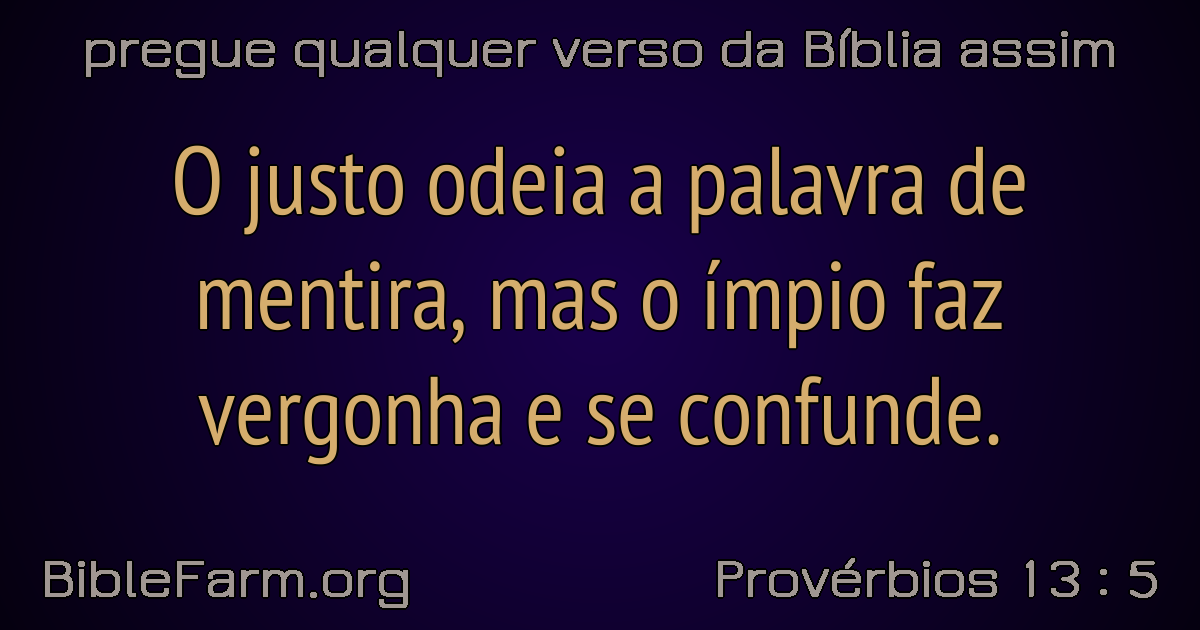 pregue qualquer verso da Bíblia assim
O justo odeia a palavra de
mentira, mas o ímpio faz
vergonha e se confunde.
BibleFarm.org
Provérbios 13 : 5